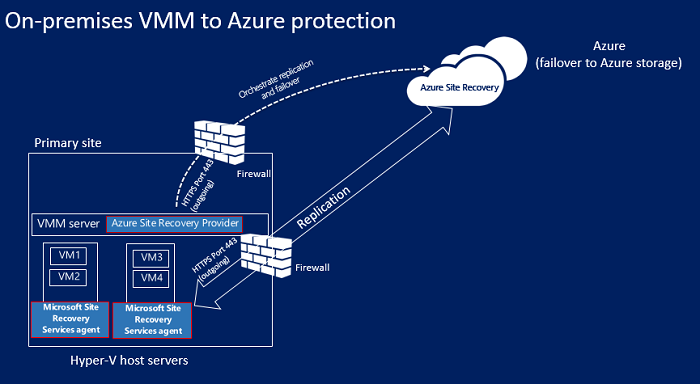 On-premises VMM to Azure protection
Azure
(failover to Azure storage)
Azure Site Recovery
Orchestrate replication
and failover
Primary site
Firewall
HTTPS Port 443
(outgoing)
Replication
VMM server
Azure Site Recovery Provider
HTTPS Port 443
(outgoing)
Firewall
VM1
VM2
VM3
VM4
Microsoft Site
Recovery
Services agent
Microsoft Site
Recovery
Services agent
Hyper-V host servers